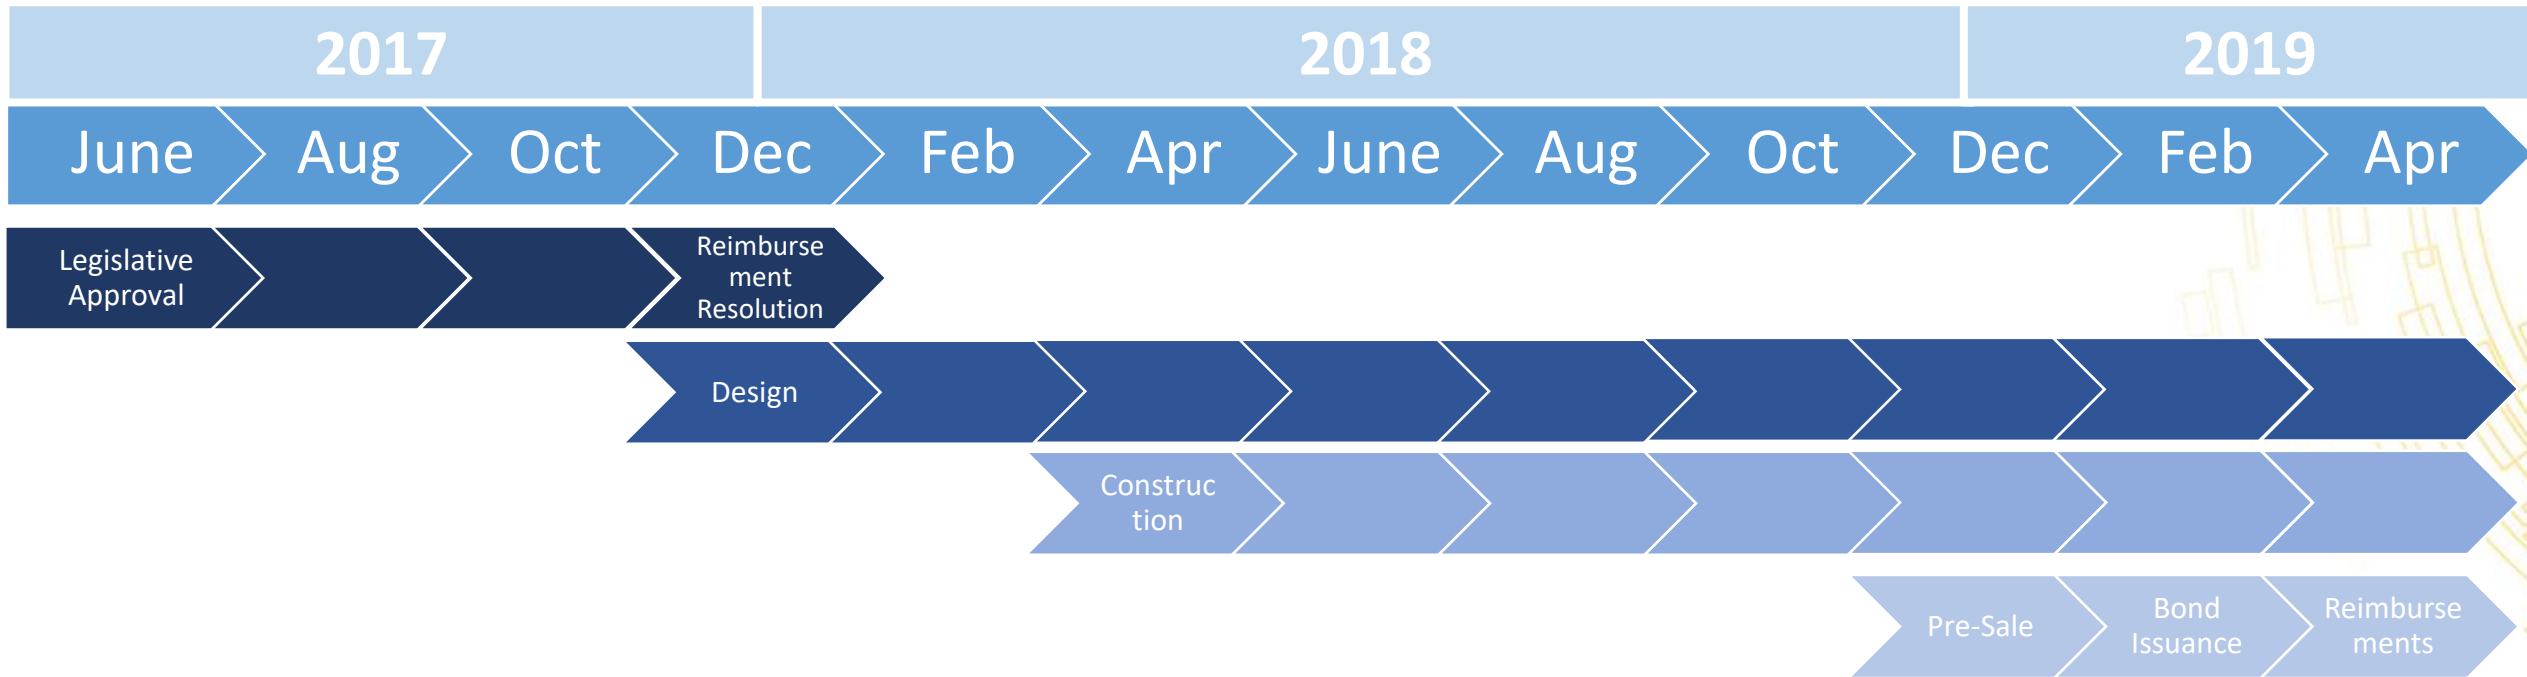 2017 2018 2019
June Aug Oct Dec Feb Apr June Aug Oct Dec Feb Apr
Legislative
Approval
Reimburse
ment
Resolution
Design
Construc
tion
Pre-Sale
Bond
Issuance
Reimburse
ments